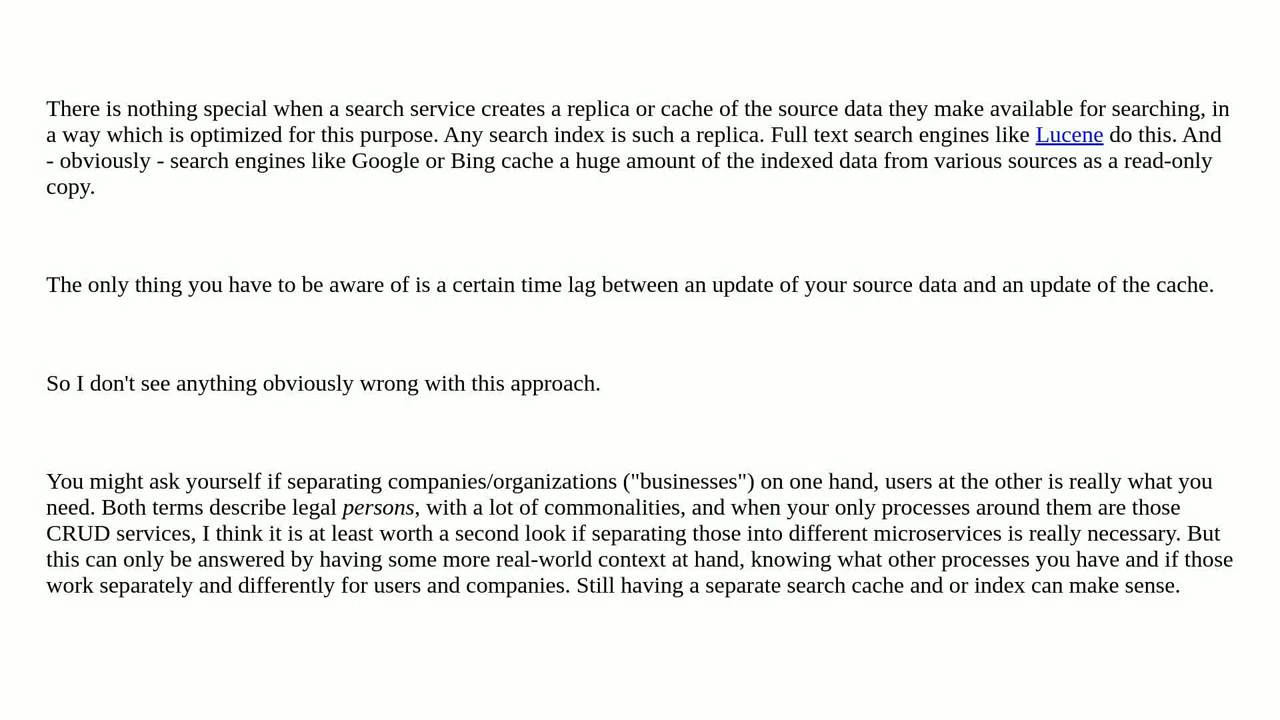 There is nothing special when a search service creates a replica or cache of the source data they make available for searching, in
a way which is optimized for this purpose. Any search index is such a replica. Full text search engines like Lucene do this. And
- obviously - search engines like Google or Bing cache a huge amount of the indexed data from various sources as a read-only
copy.
The only thing you have to be aware of is a certain time lag between an update of your source data and an update of the cache.
So I don't see anything obviously wrong with this approach.
You might ask yourself if separating companies/organizations ("businesses") on one hand, users at the other is really what you
need. Both terms describe legal persons, with a lot of commonalities, and when your only processes around them are those
CRUD services, I think it is at least worth a second look if separating those into different microservices is really necessary. But
this can only be answered by having some more real-world context at hand, knowing what other processes you have and if those
work separately and differently for users and companies. Still having a separate search cache and or index can make sense.